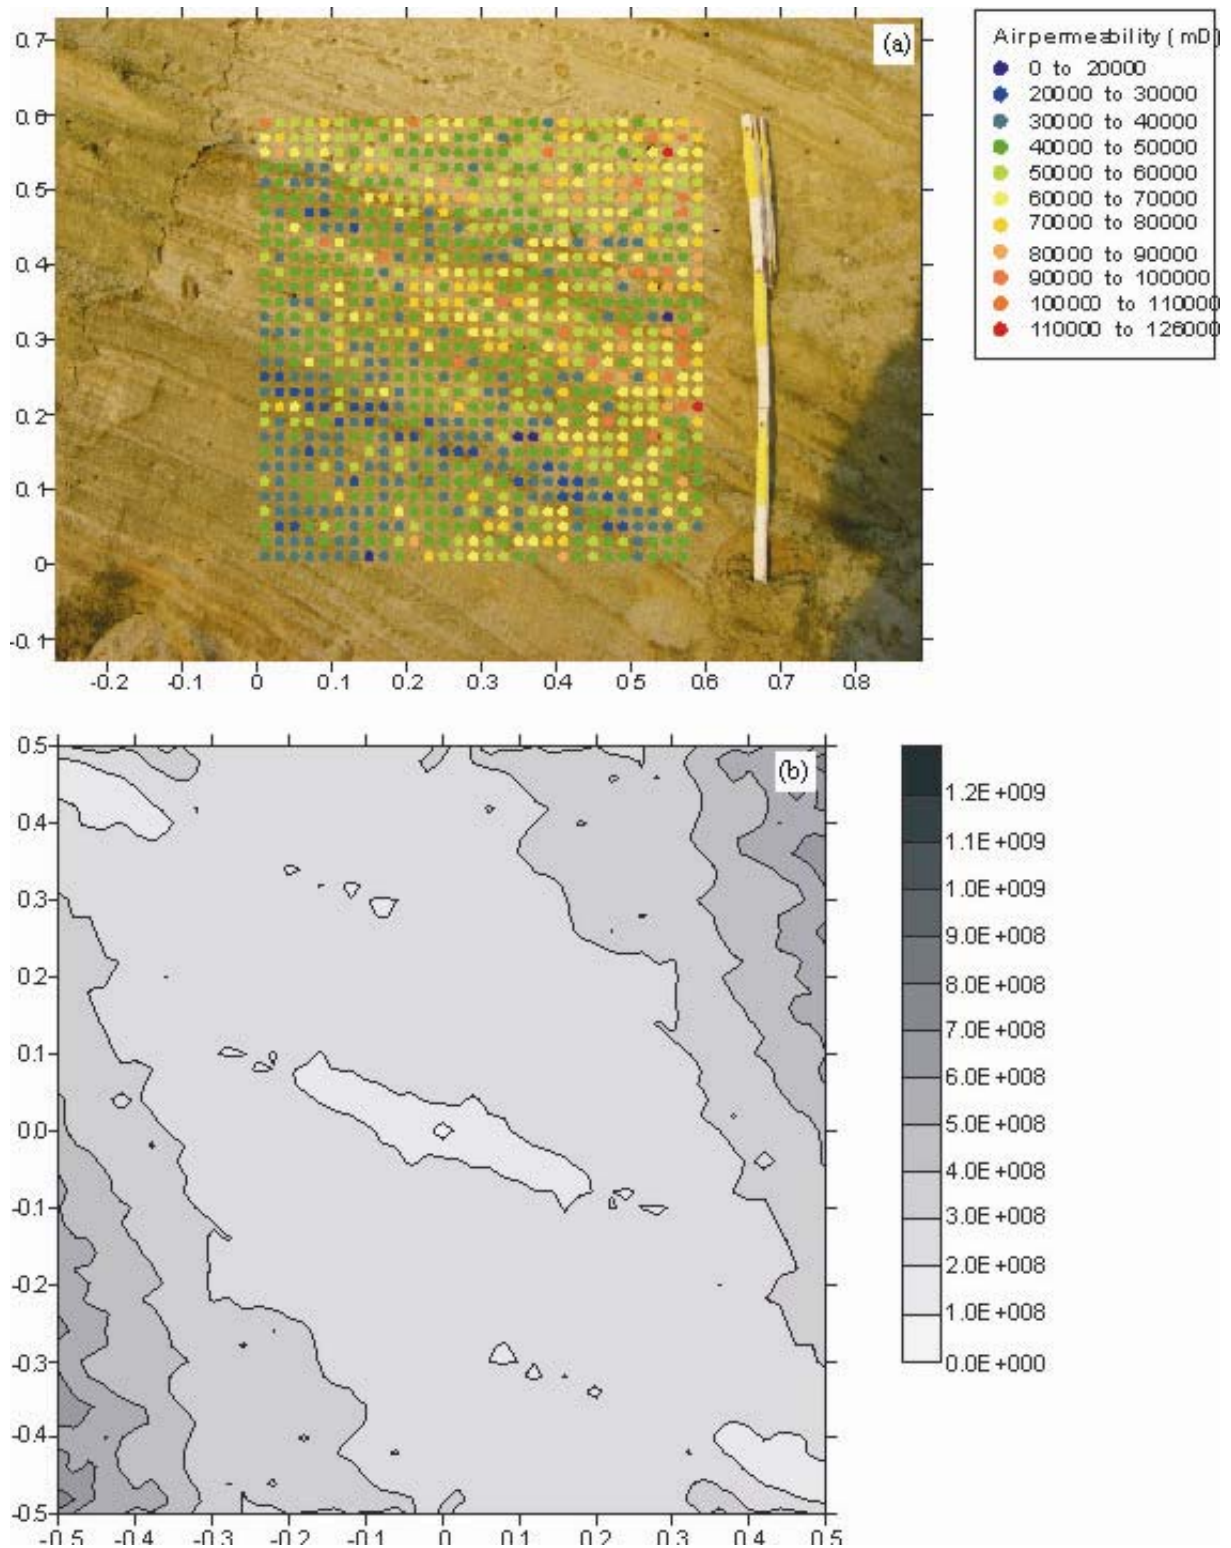 (a)
0.7
0.6
0.5
0.4
0.3
0.2
0.1
0
-0.1
-0.2 -0.1 0 0.1 0.2 0.3 0.4 0.5 0.6 0.7 0.8
Air permeability (mD)
0 to 20000
20000 to 30000
30000 to 40000
40000 to 50000
50000 to 60000
60000 to 70000
70000 to 80000
80000 to 90000
90000 to 100000
100000 to 110000
110000 to 126000
(b)
0.5
0.4
0.3
0.2
0.1
0.0
-0.1
-0.2
-0.3
-0.4
-0.5
-0.5 -0.4 -0.3 -0.2 -0.1 0 0.1 0.2 0.3 0.4 0.5
1.2E+009
1.1E+009
1.0E+009
9.0E+008
8.0E+008
7.0E+008
6.0E+008
5.0E+008
4.0E+008
3.0E+008
2.0E+008
1.0E+008
0.0E+000